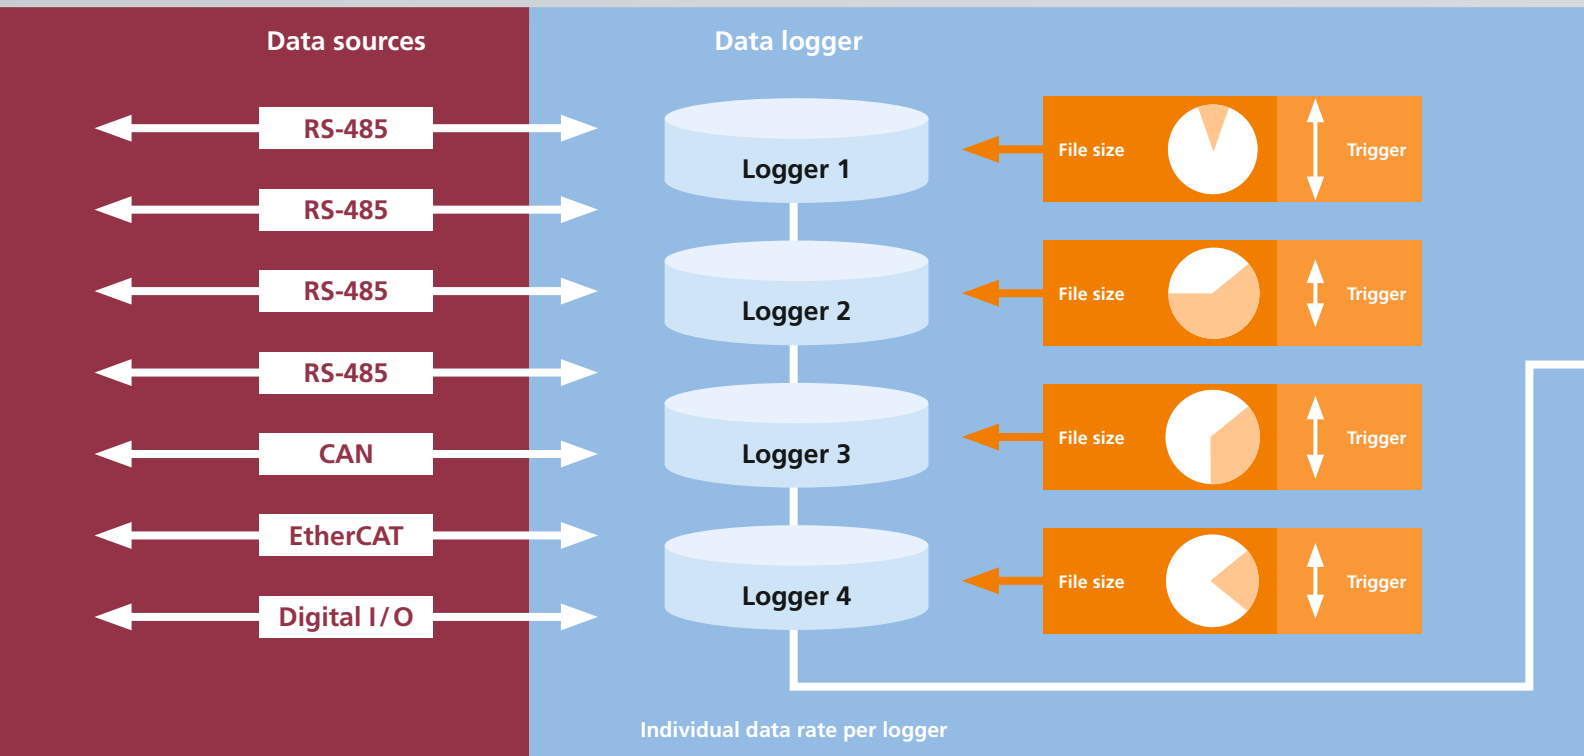 Data sources
RS-485
RS-485
RS-485
RS-485
CAN
EtherCAT
Digital I/O
Data logger
Logger 1
Logger 2
Logger 3
Logger 4
File size Trigger
File size Trigger
File size Trigger
File size Trigger
Individual data rate per logger